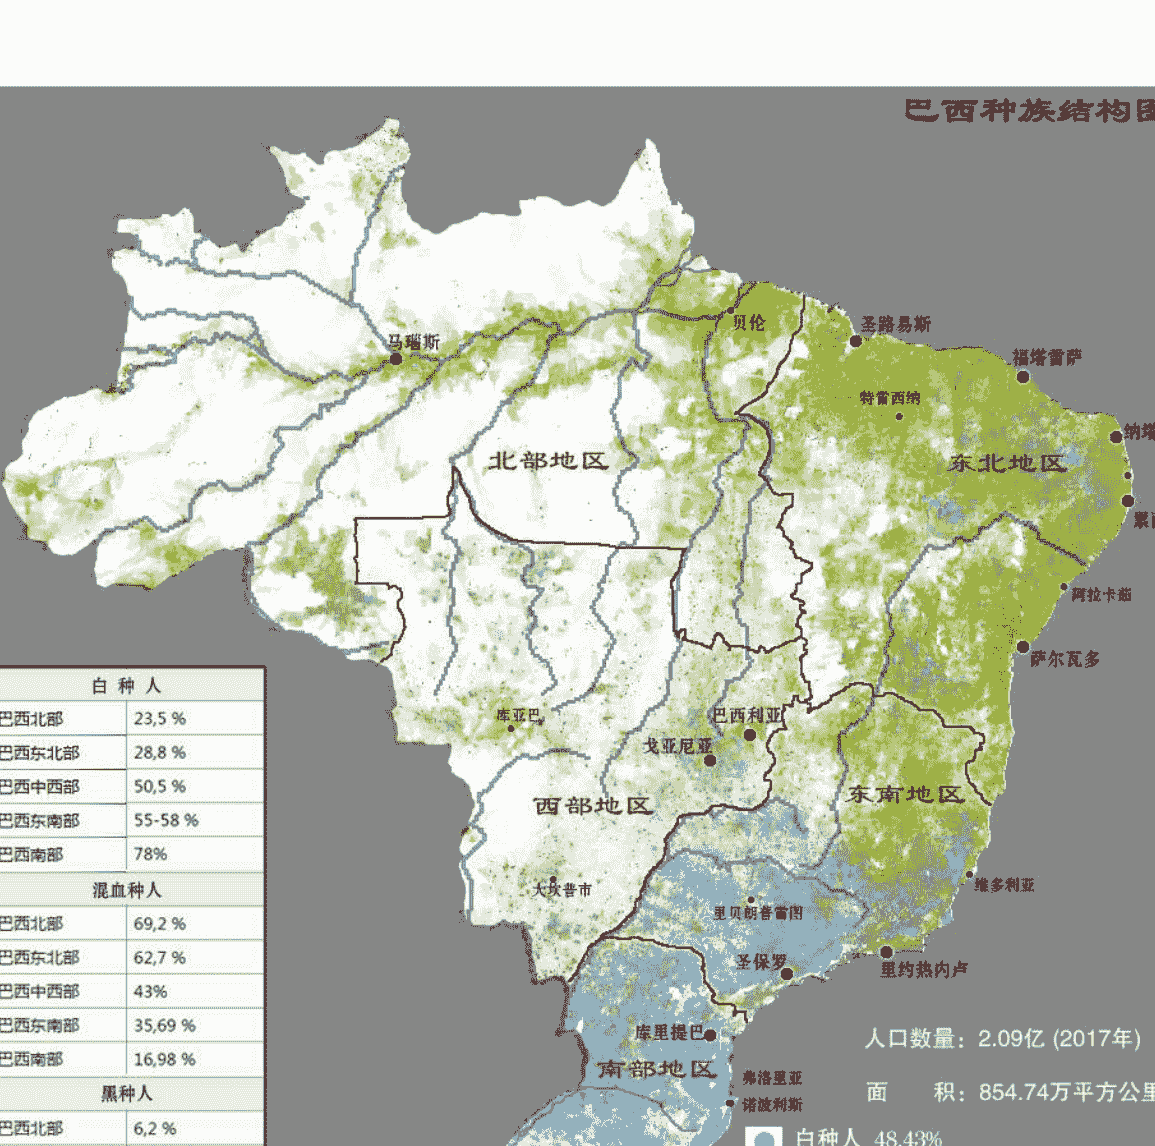 巴西种族结构图
贝伦
圣路易斯
马瑙斯
福塔雷萨
特雷西纳
北部地区
东北地区
阿拉卡茹
萨尔瓦多
库亚巴
巴西利亚
戈亚尼亚
西部地区
东南地区
大坎普市
维多利亚
里贝朗普雷图
圣保罗
里约热内卢
库里提巴
南部地区
弗洛里亚
诺波利斯
白种人
巴西北部 23,5 %
巴西东北部 28,8 %
巴西中西部 50,5 %
巴西东南部 55-58 %
巴西南部 78%
混血种人
巴西北部 69,2 %
巴西东北部 62,7 %
巴西中西部 43%
巴西东南部 35,69 %
巴西南部 16,98 %
黑种人
巴西北部 6,2 %
人口数量：2.09亿 (2017年)
面 积：854.74万平方公里
白种人 48.43%